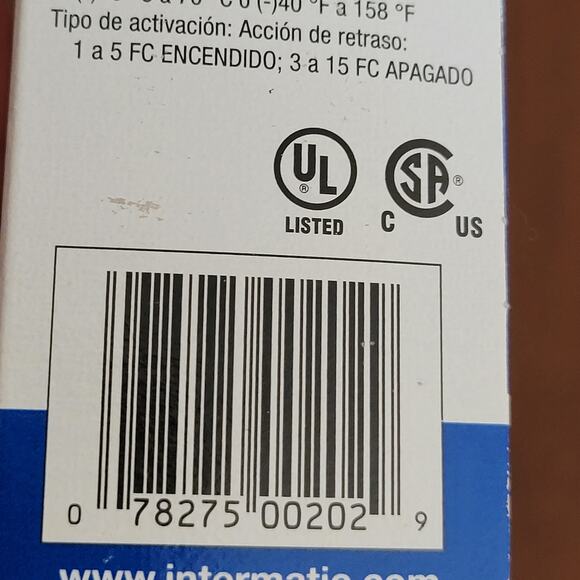 40 °F a 158 °F
Tipo de activación: Acción de retraso:
1 a 5 FC ENCENDIDO; 3 a 15 FC APAGADO
UL
®
LISTED
SA ®
C US
0 78275 00202 9
www.intermatic.com